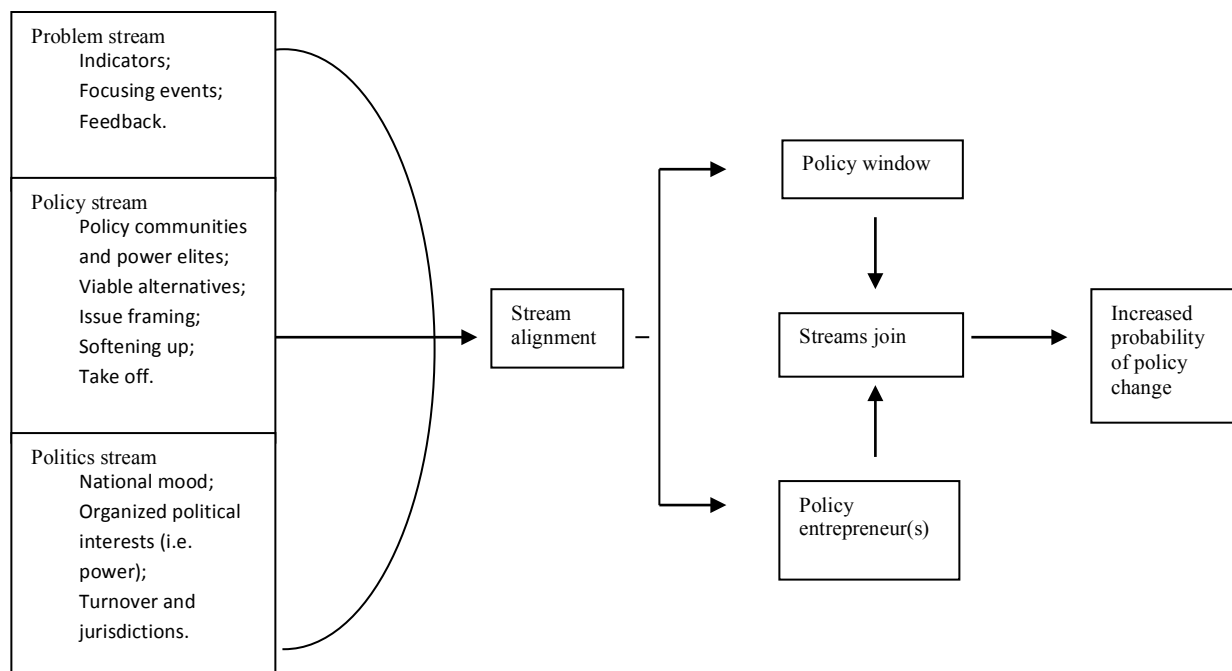 Problem stream
Indicators;
Focusing events;
Feedback.
Policy stream
Policy communities
and power elites;
Viable alternatives;
Issue framing;
Softening up;
Take off.
Politics stream
National mood;
Organized political
interests (i.e.
power);
Turnover and
jurisdictions.
Stream
alignment
Policy window
Streams join
Policy
entrepreneur(s)
Increased
probability
of policy
change